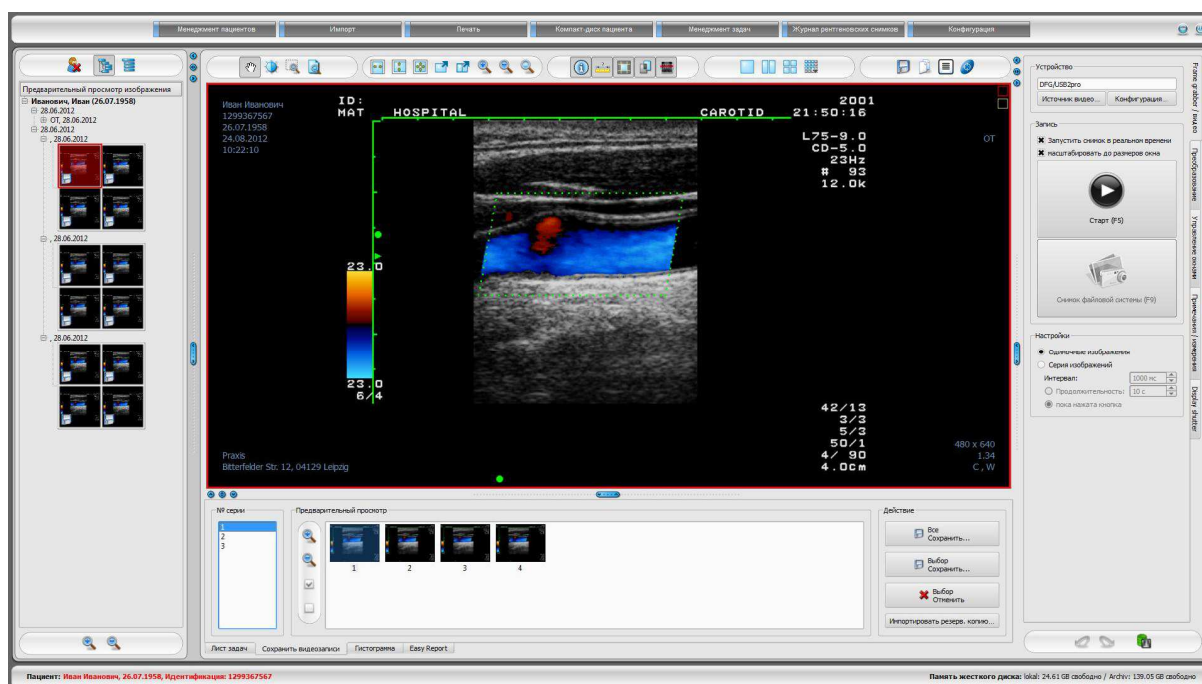 Менеджмент пациентов
Импорт
Печать
Компакт-диск пациента
Менеджмент задач
Журнал рентгеновских снимков
Конфигурация
Предварительный просмотр изображения
Иванович, Иван (26.07.1958)
28.06.2012
ОТ, 28.06.2012
28.06.2012
, 28.06.2012
, 28.06.2012
, 28.06.2012
Иван Иванович
1299367567
26.07.1958
24.08.2012
10:22:10
ID:
MAT HOSPITAL CAROTID
2001
21:50:16
L75-9.0
CD-5.0
23Hz
# 93
12.0k
OT
23.0
23.0
6/4
42/13
3/3
5/3
50/1
4/ 90
4.0cm
480 x 640
1.34
C , W
Praxis
Bitterfelder Str. 12, 04129 Leipzig
№ серии
1
2
3
Предварительный просмотр
1 2 3 4
Действие
Все
Сохранить...
Выбор
Сохранить...
Выбор
Отменить
Импортировать резерв. копию...
Лист задач
Сохранить видеозаписи
Гистограмма
Easy Report
Устройство
DFG/USB2pro
Источник видео...
Конфигурация...
Запись
Запустить снимок в реальном времени
масштабировать до размеров окна
Старт (F5)
Снимок файловой системы (F9)
Настройки
Одиничные изображения
Серия изображений
Интервал:
1000 мс
Продолжительность:
10 с
пока нажата кнопка
Frame grabber / видео
Преобразование
Управление окнами
Примечания / измерения
Display shutter
Пациент: Иван Иванович, 26.07.1958, Идентификация: 1299367567
Память жесткого диска: lokal: 24.61 GB свободно / Archiv: 139.05 GB свободно